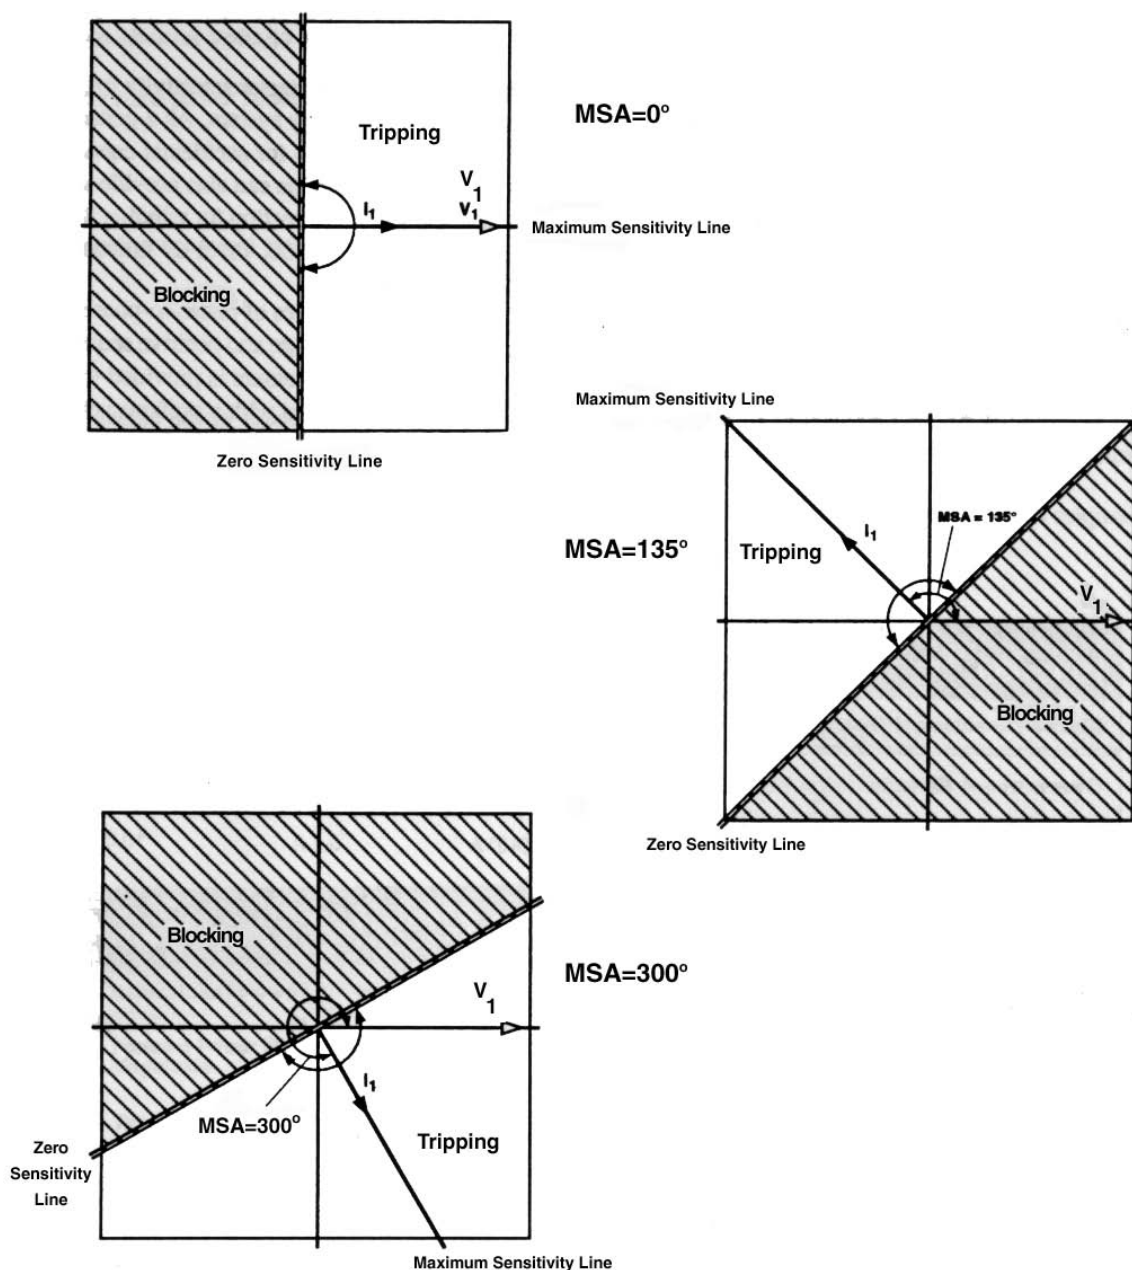 MSA=0°
Tripping
V1
I1
V1
Maximum Sensitivity Line
Blocking
Zero Sensitivity Line
Maximum Sensitivity Line
MSA = 135°
I1
MSA=135°
Tripping
V1
Blocking
Zero Sensitivity Line
Blocking
MSA=300°
V1
I1
MSA=300°
Tripping
Zero
Sensitivity
Line
Maximum Sensitivity Line